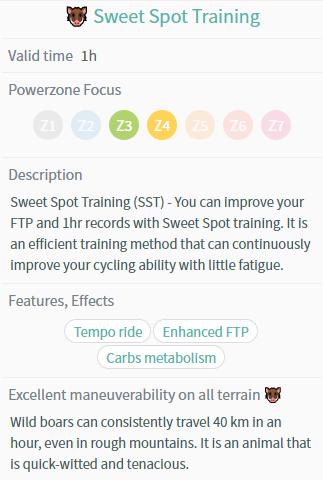 Sweet Spot Training
Valid time 1h
Powerzone Focus
Z1 Z2 Z3 Z4 Z5 Z6 Z7
Description
Sweet Spot Training (SST) - You can improve your
FTP and 1hr records with Sweet Spot training. It is
an efficient training method that can continuously
improve your cycling ability with little fatigue.
Features, Effects
Tempo ride Enhanced FTP
Carbs metabolism
Excellent maneuverability on all terrain
Wild boars can consistently travel 40 km in an
hour, even in rough mountains. It is an animal that
is quick-witted and tenacious.